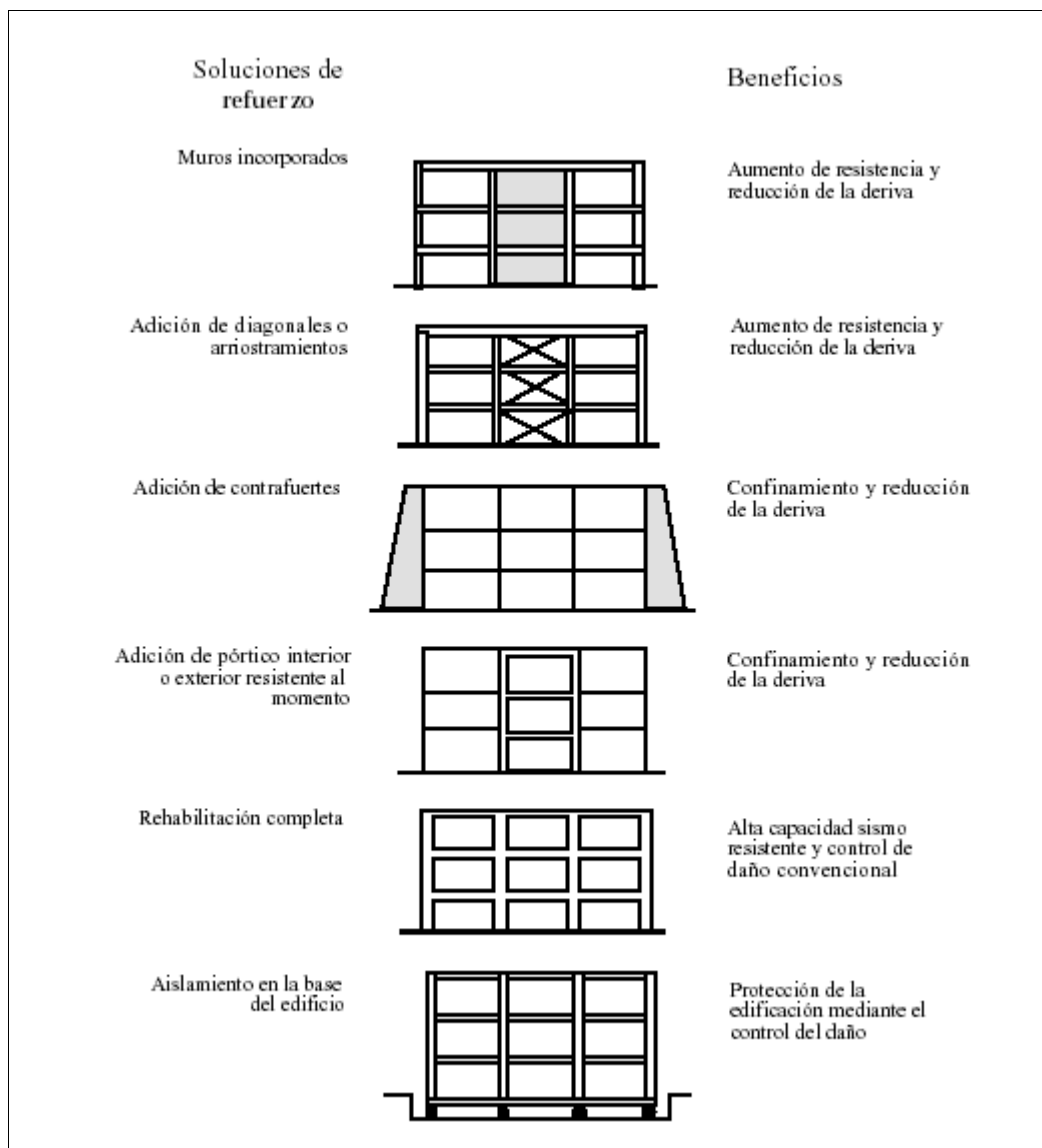 Soluciones de
refuerzo
Beneficios
Muros incorporados
Aumento de resistencia y
reducción de la deriva
Adición de diagonales o
arriostramientos
Aumento de resistencia y
reducción de la deriva
Adición de contrafuertes
Confinamiento y reducción
de la deriva
Adición de pórtico interior
o exterior resistente al
momento
Confinamiento y reducción
de la deriva
Rehabilitación completa
Alta capacidad sismo
resistente y control de
daño convencional
Aislamiento en la base
del edificio
Protección de la
edificación mediante el
control del daño